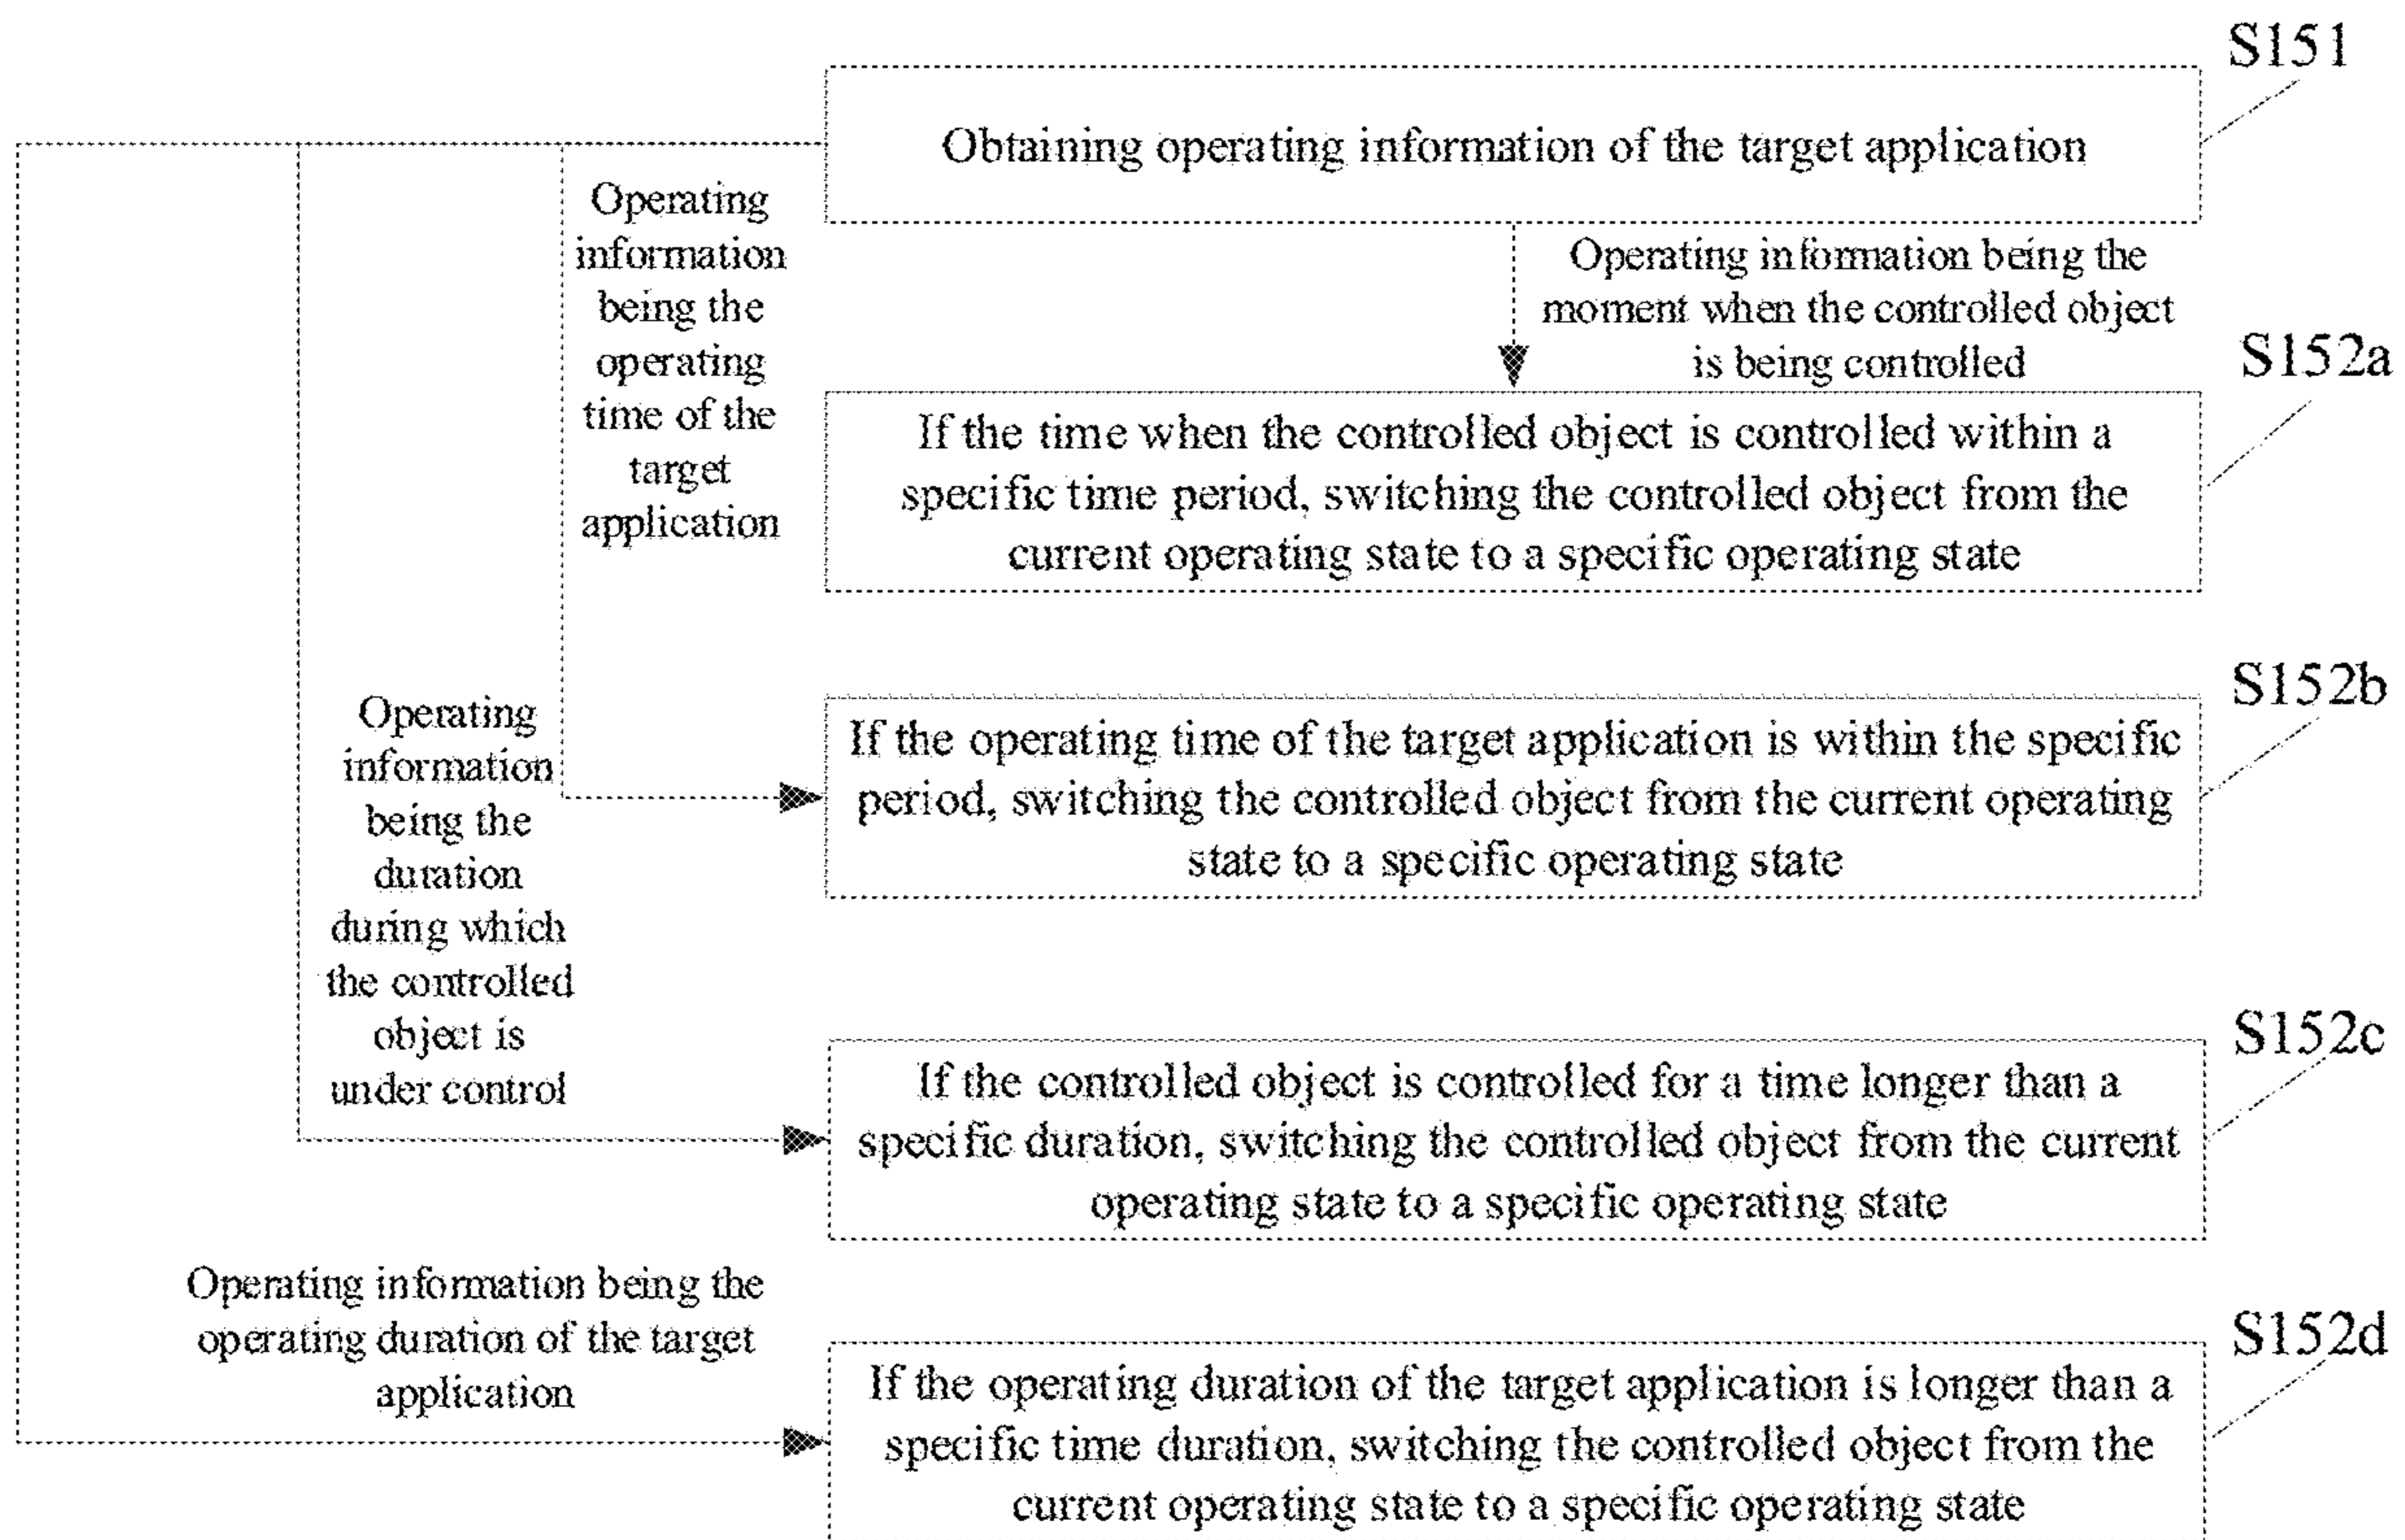 S151
Obtaining operating information of the target application
Operating
information
being the
operating
time of the
target
application
Operating information being the
moment when the controlled object
is being controlled
S152a
If the time when the controlled object is controlled within a
specific time period, switching the controlled object from the
current operating state to a specific operating state
S152b
If the operating time of the target application is within the specific
period, switching the controlled object from the current operating
state to a specific operating state
Operating
information
being the
duration
during which
the controlled
object is
under control
S152c
If the controlled object is controlled for a time longer than a
specific duration, switching the controlled object from the current
operating state to a specific operating state
Operating information being the
operating duration of the target
application
S152d
If the operating duration of the target application is longer than a
specific time duration, switching the controlled object from the
current operating state to a specific operating state